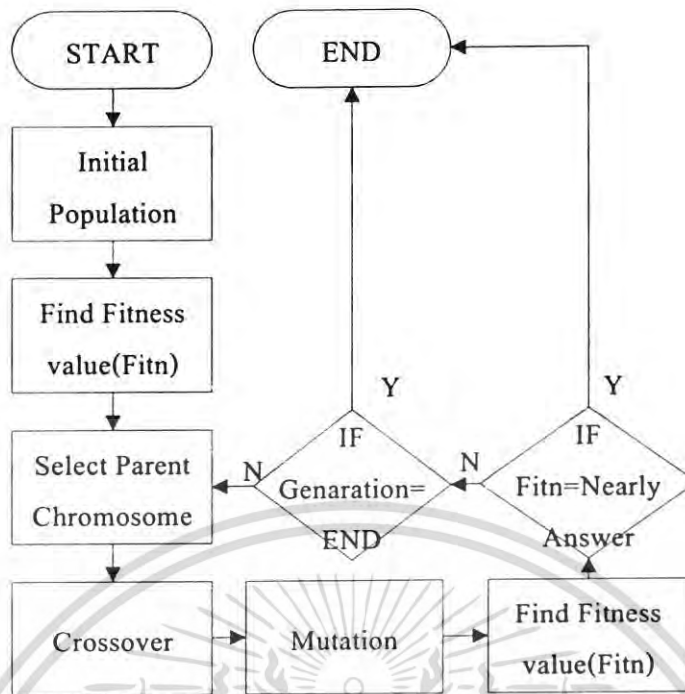 START
END
Initial
Population
Find Fitness
value(Fitn)
Select Parent
Chromosome
Crossover
Mutation
Find Fitness
value(Fitn)
Y
IF
Fitn=Nearly
Answer
N
Y
IF
Genaration=
END
N